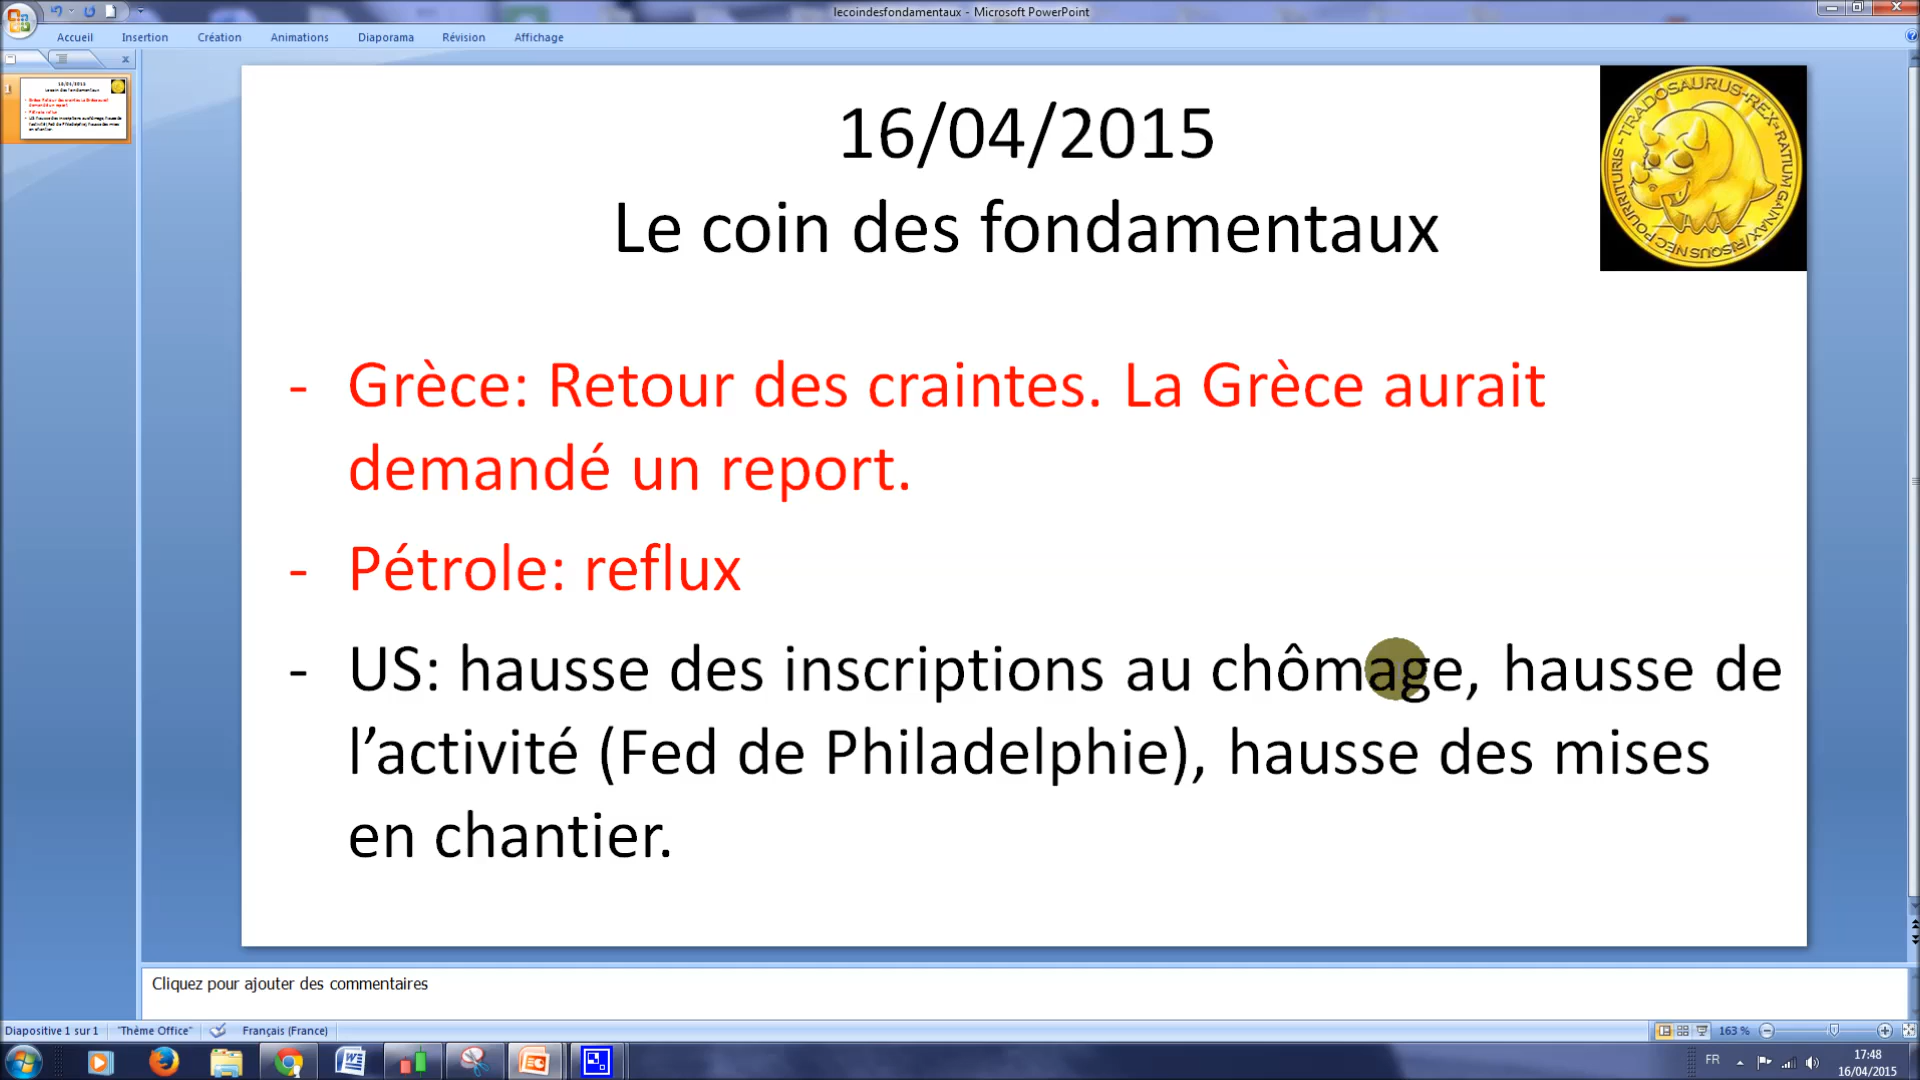 lecoindesfondamentaux - Microsoft PowerPoint
Accueil Insertion Création Animations Diaporama Révision Affichage
1
16/04/2015
Le coin des fondamentaux
TRADOSAURUS-REX
- Grèce: Retour des craintes. La Grèce aurait
demandé un report.
- Pétrole: reflux
- US: hausse des inscriptions au chômage, hausse de
l’activité (Fed de Philadelphie), hausse des mises
en chantier.
Cliquez pour ajouter des commentaires
Diapositive 1 sur 1 "Thème Office" Français (France) 163 %
FR 17:48
16/04/2015